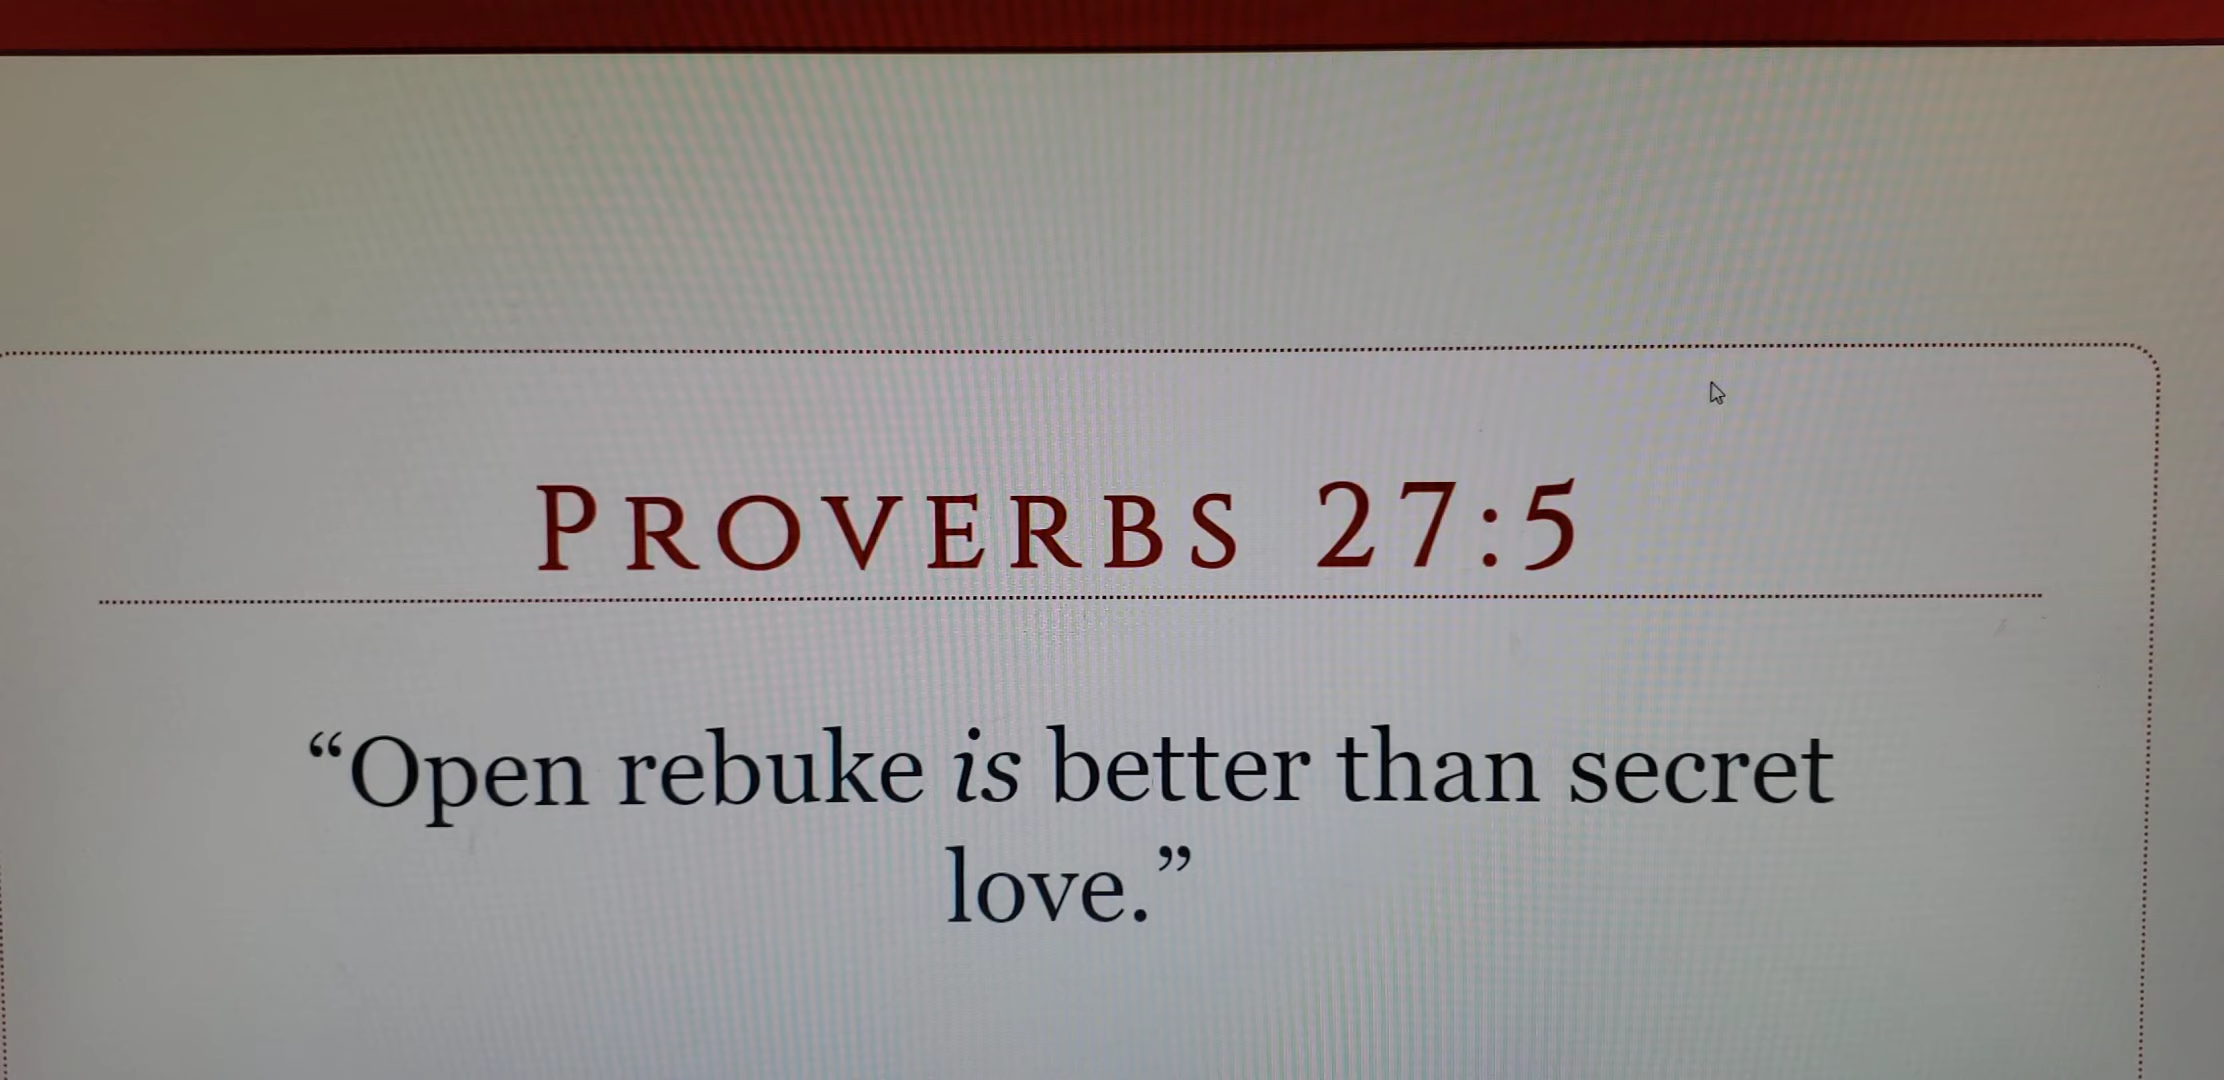 PROVERBS 27:5
“Open rebuke is better than secret
love.”